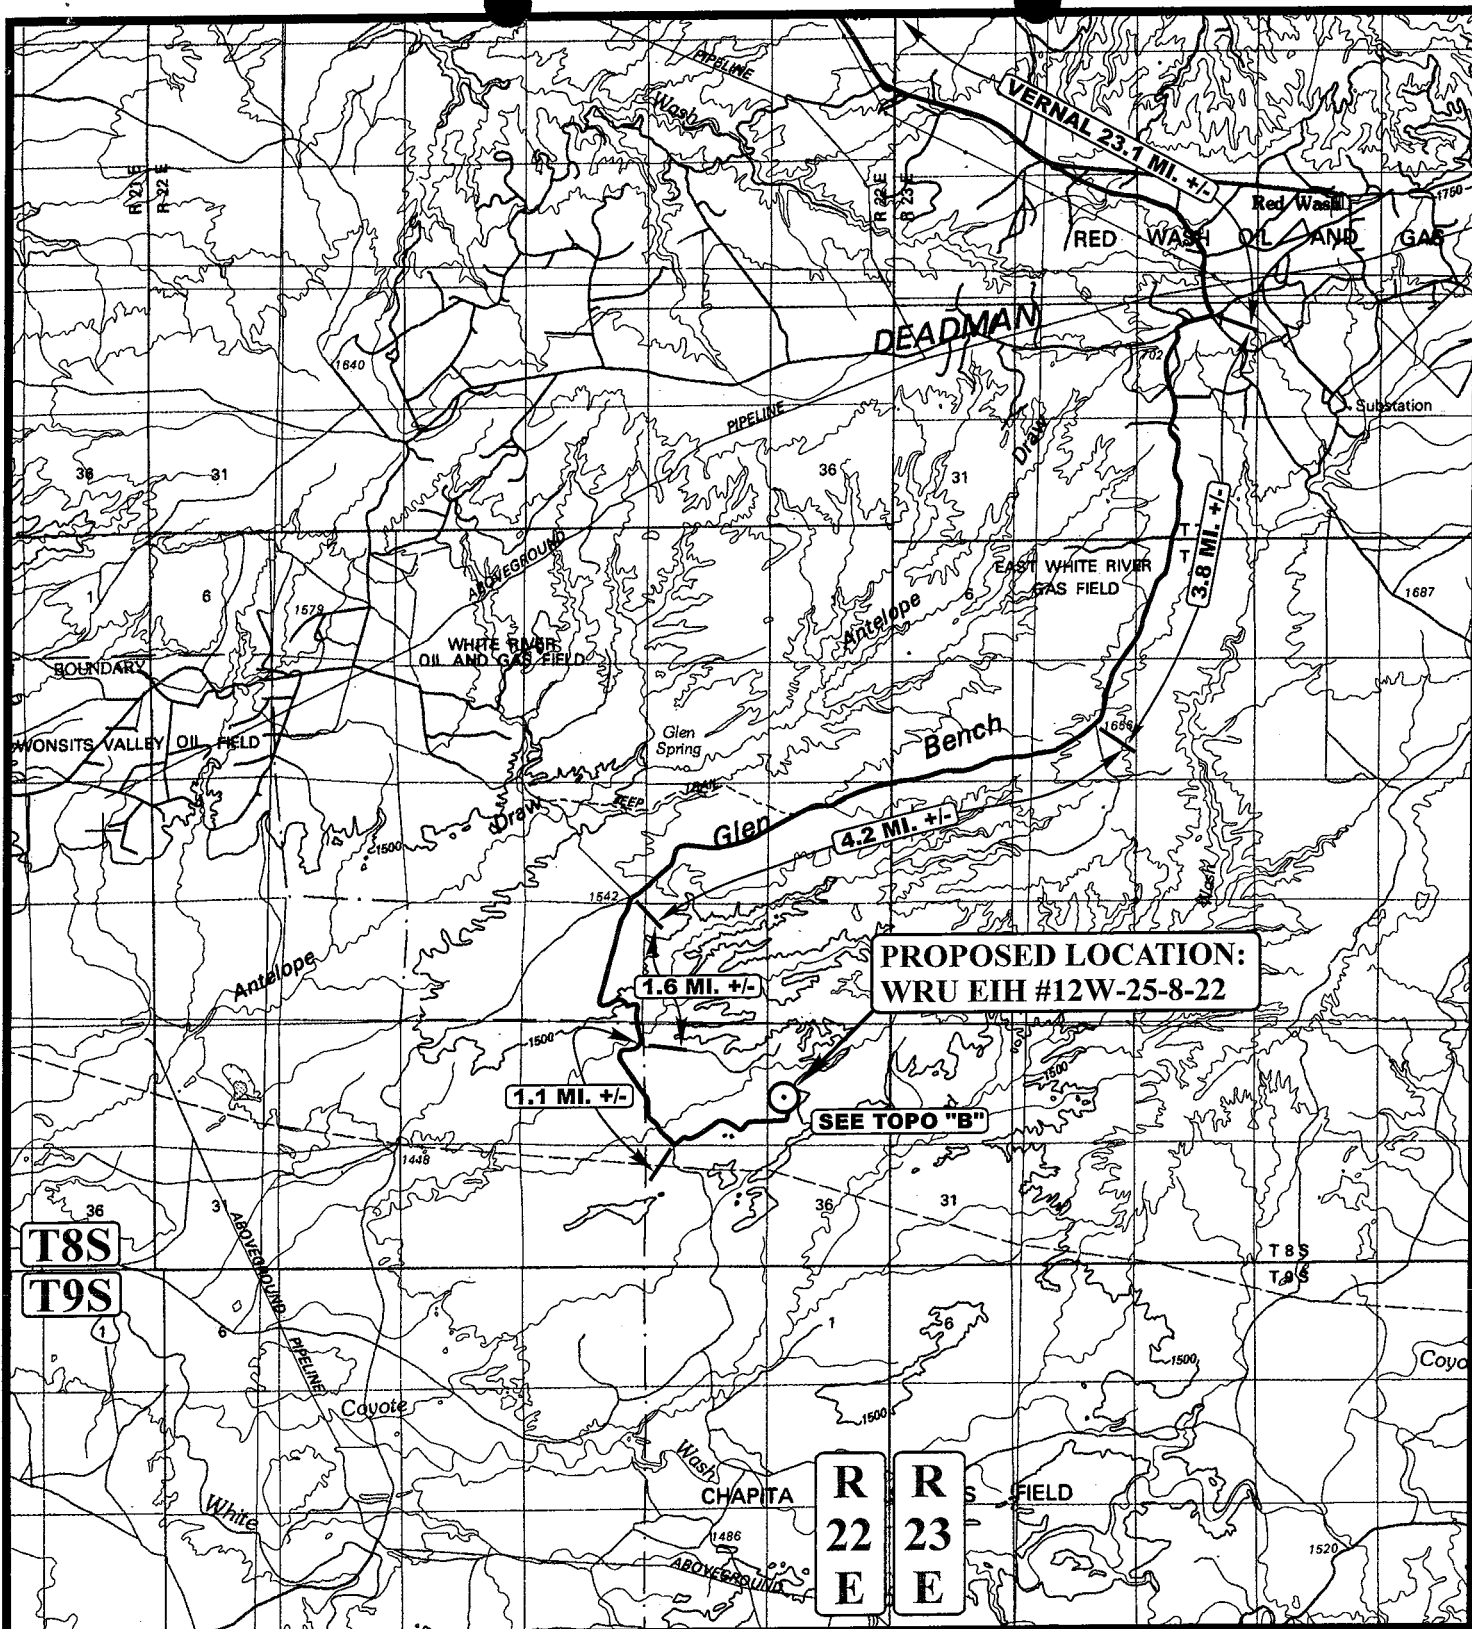 PIPELINE
Wash
VERNAL 23.1 MI. +/-
R 21 E
R 22 E
R 22 E
R 23 E
Red Wash
1750
RED WASH OIL AND GAS
DEADMAN
1640
702
PIPELINE
Substation
Draw
36
31
36
31
3.8 MI. +/-
T
T
ABOVEGROUND
EAST WHITE RIVER
GAS FIELD
1
6
1579
6
1687
Antelope
WHITE RIVER
OIL AND GAS FIELD
BOUNDARY
WONSITS VALLEY OIL FIELD
Glen
Spring
Bench
1686
JEEP
TRAIL
Draw
Glen
4.2 MI. +/-
1500
1542
Wash
Antelope
PROPOSED LOCATION:
WRU EIH #12W-25-8-22
1.6 MI. +/-
1500
1500
1.1 MI. +/-
SEE TOPO "B"
1448
36
31
36
31
T8S
T9S
ABOVEGROUND
PIPELINE
T 8 S
T 9 S
1
6
1
6
1500
Coyo
Coyote
1500
Wash
CHAPITA
S FIELD
R
22
E
R
23
E
White
1486
ABOVEGROUND
1520